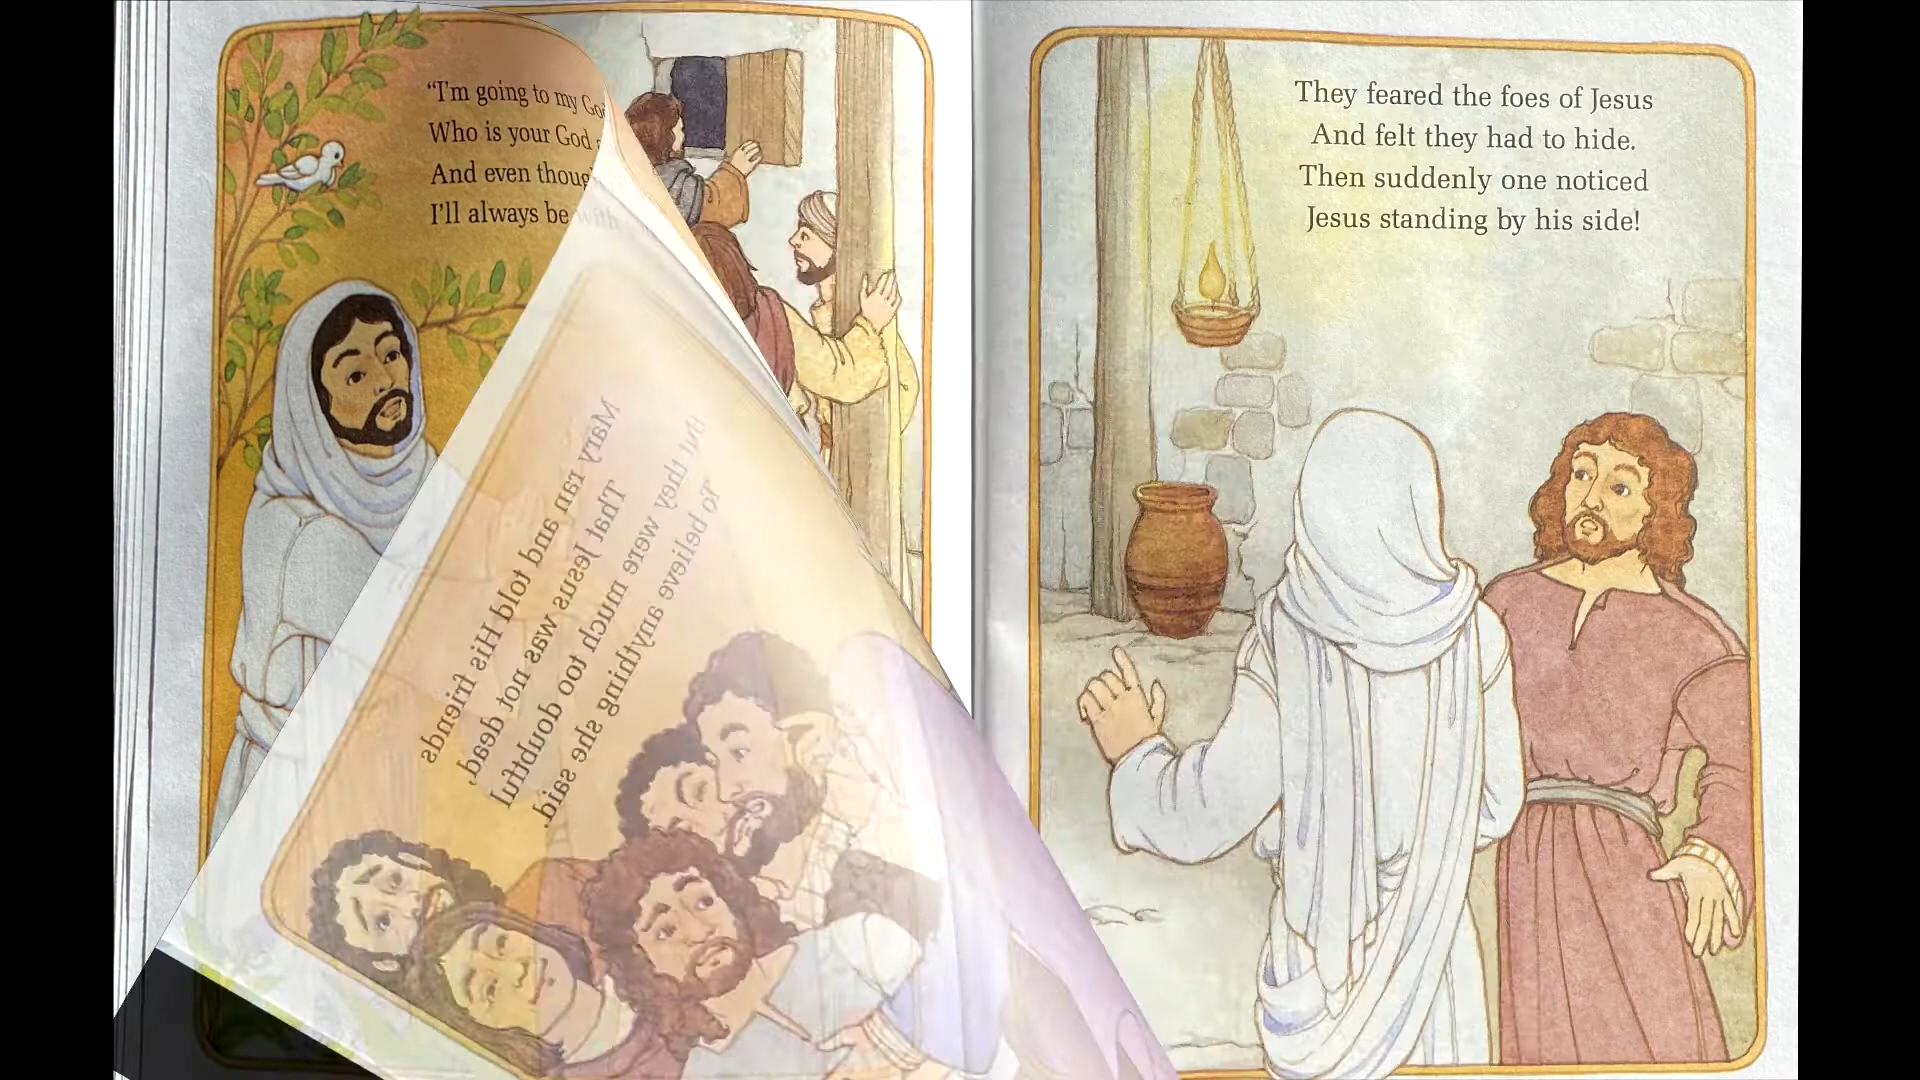 “I'm going to my God
Who is your God
And even though
I'll always be with
Mary ran and told His friends
That Jesus was not dead,
But they were much too doubtful
To believe anything she said.
They feared the foes of Jesus
And felt they had to hide.
Then suddenly one noticed
Jesus standing by his side!